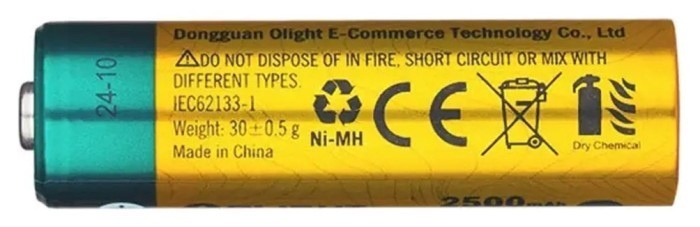 Dongguan Olight E-Commerce Technology Co., Ltd
⚠DO NOT DISPOSE OF IN FIRE, SHORT CIRCUIT OR MIX WITH
DIFFERENT TYPES.
IEC62133-1
Weight: 30±0.5 g
Made in China
Ni-MH
CE
Dry Chemical
24-10
2500mAh